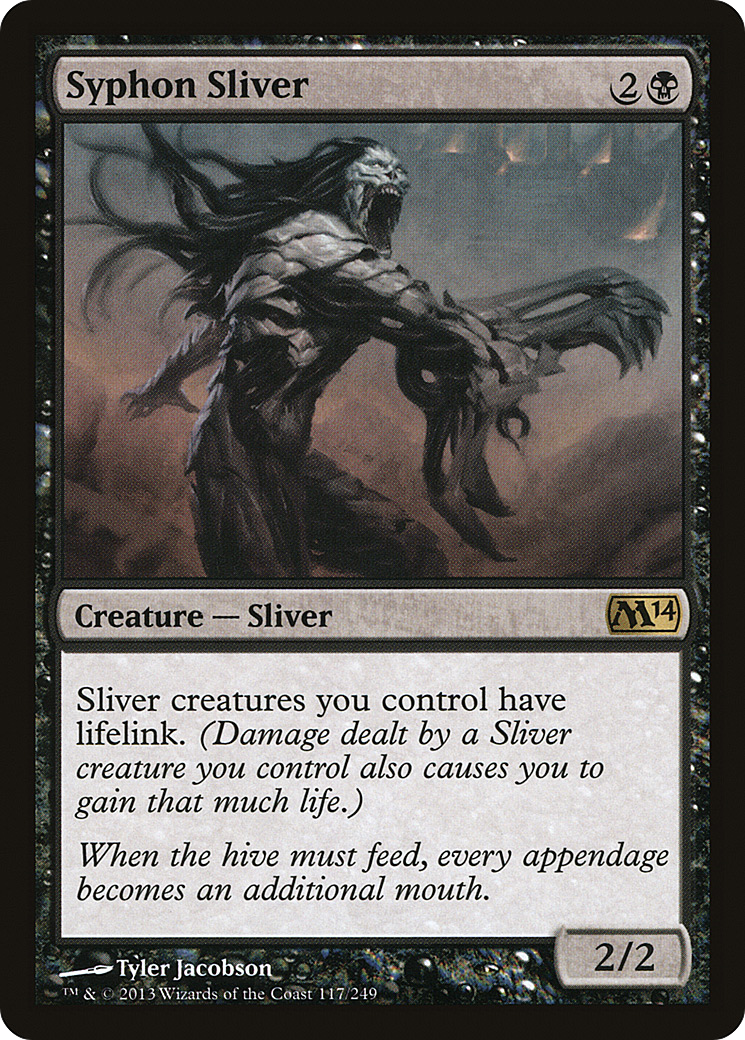 Syphon Sliver 2
Creature — Sliver M14
Sliver creatures you control have
lifelink. (Damage dealt by a Sliver
creature you control also causes you to
gain that much life.)
When the hive must feed, every appendage
becomes an additional mouth.
2/2
Tyler Jacobson
™ & © 2013 Wizards of the Coast 117/249